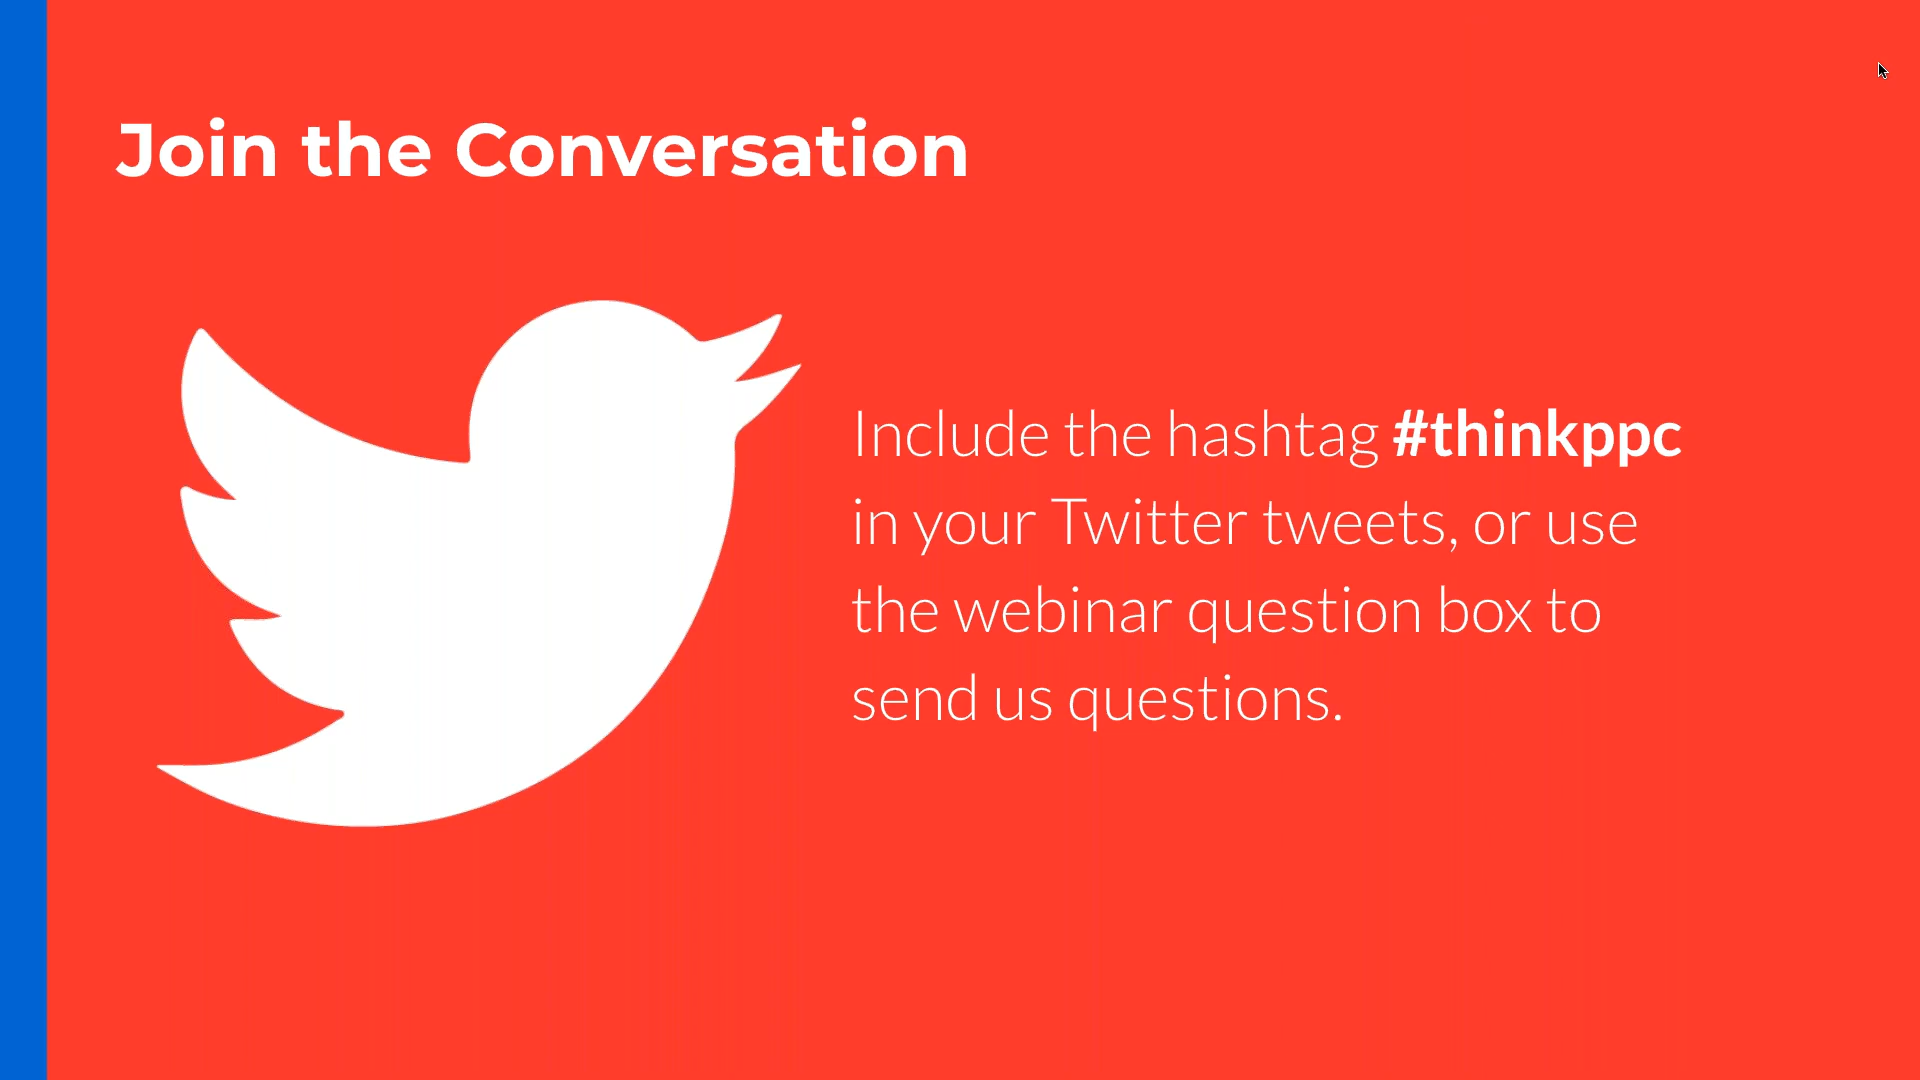 Join the Conversation
Include the hashtag #thinkppc
in your Twitter tweets, or use
the webinar question box to
send us questions.